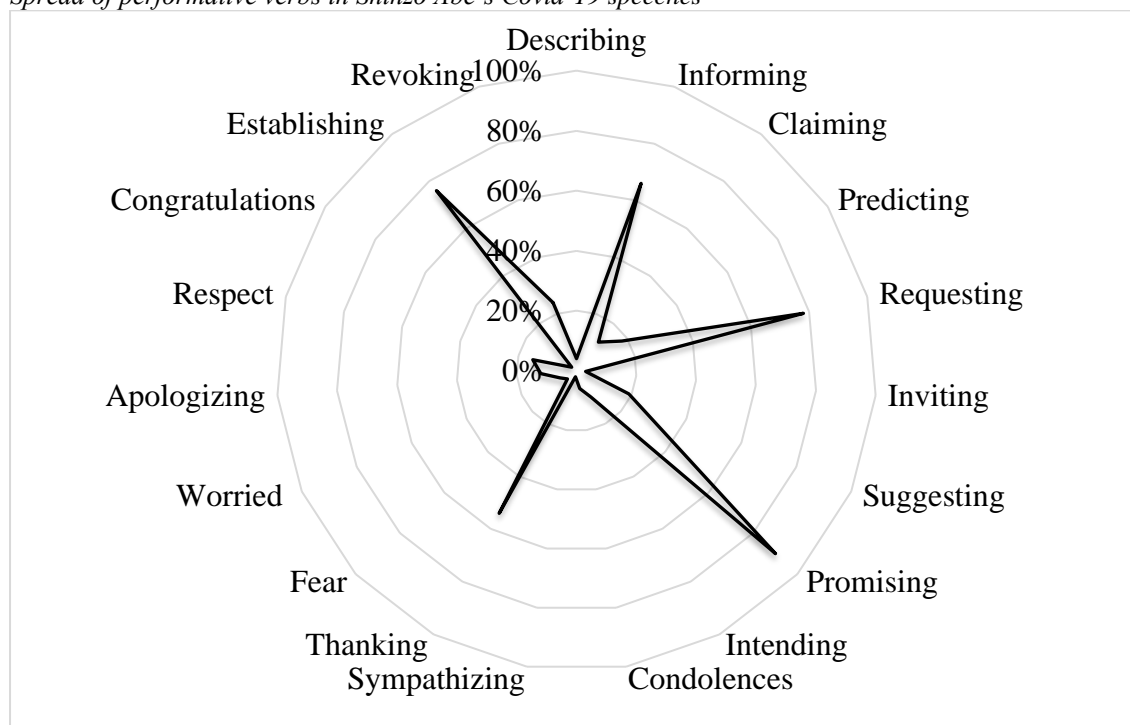 Spread of performative verbs in Shinzo Abe's Covid-19 speeches
Describing
Revoking
100%
Informing
Establishing
Claiming
80%
Congratulations
60%
Predicting
40%
Respect
20%
Requesting
0%
Apologizing
Inviting
Worried
Suggesting
Fear
Promising
Thanking
Intending
Sympathizing
Condolences